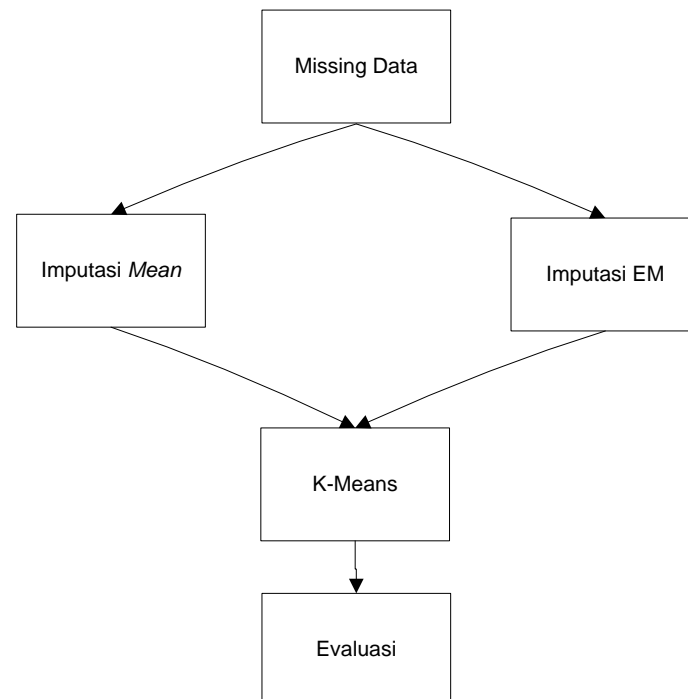 Missing Data
Imputasi Mean
Imputasi EM
K-Means
Evaluasi